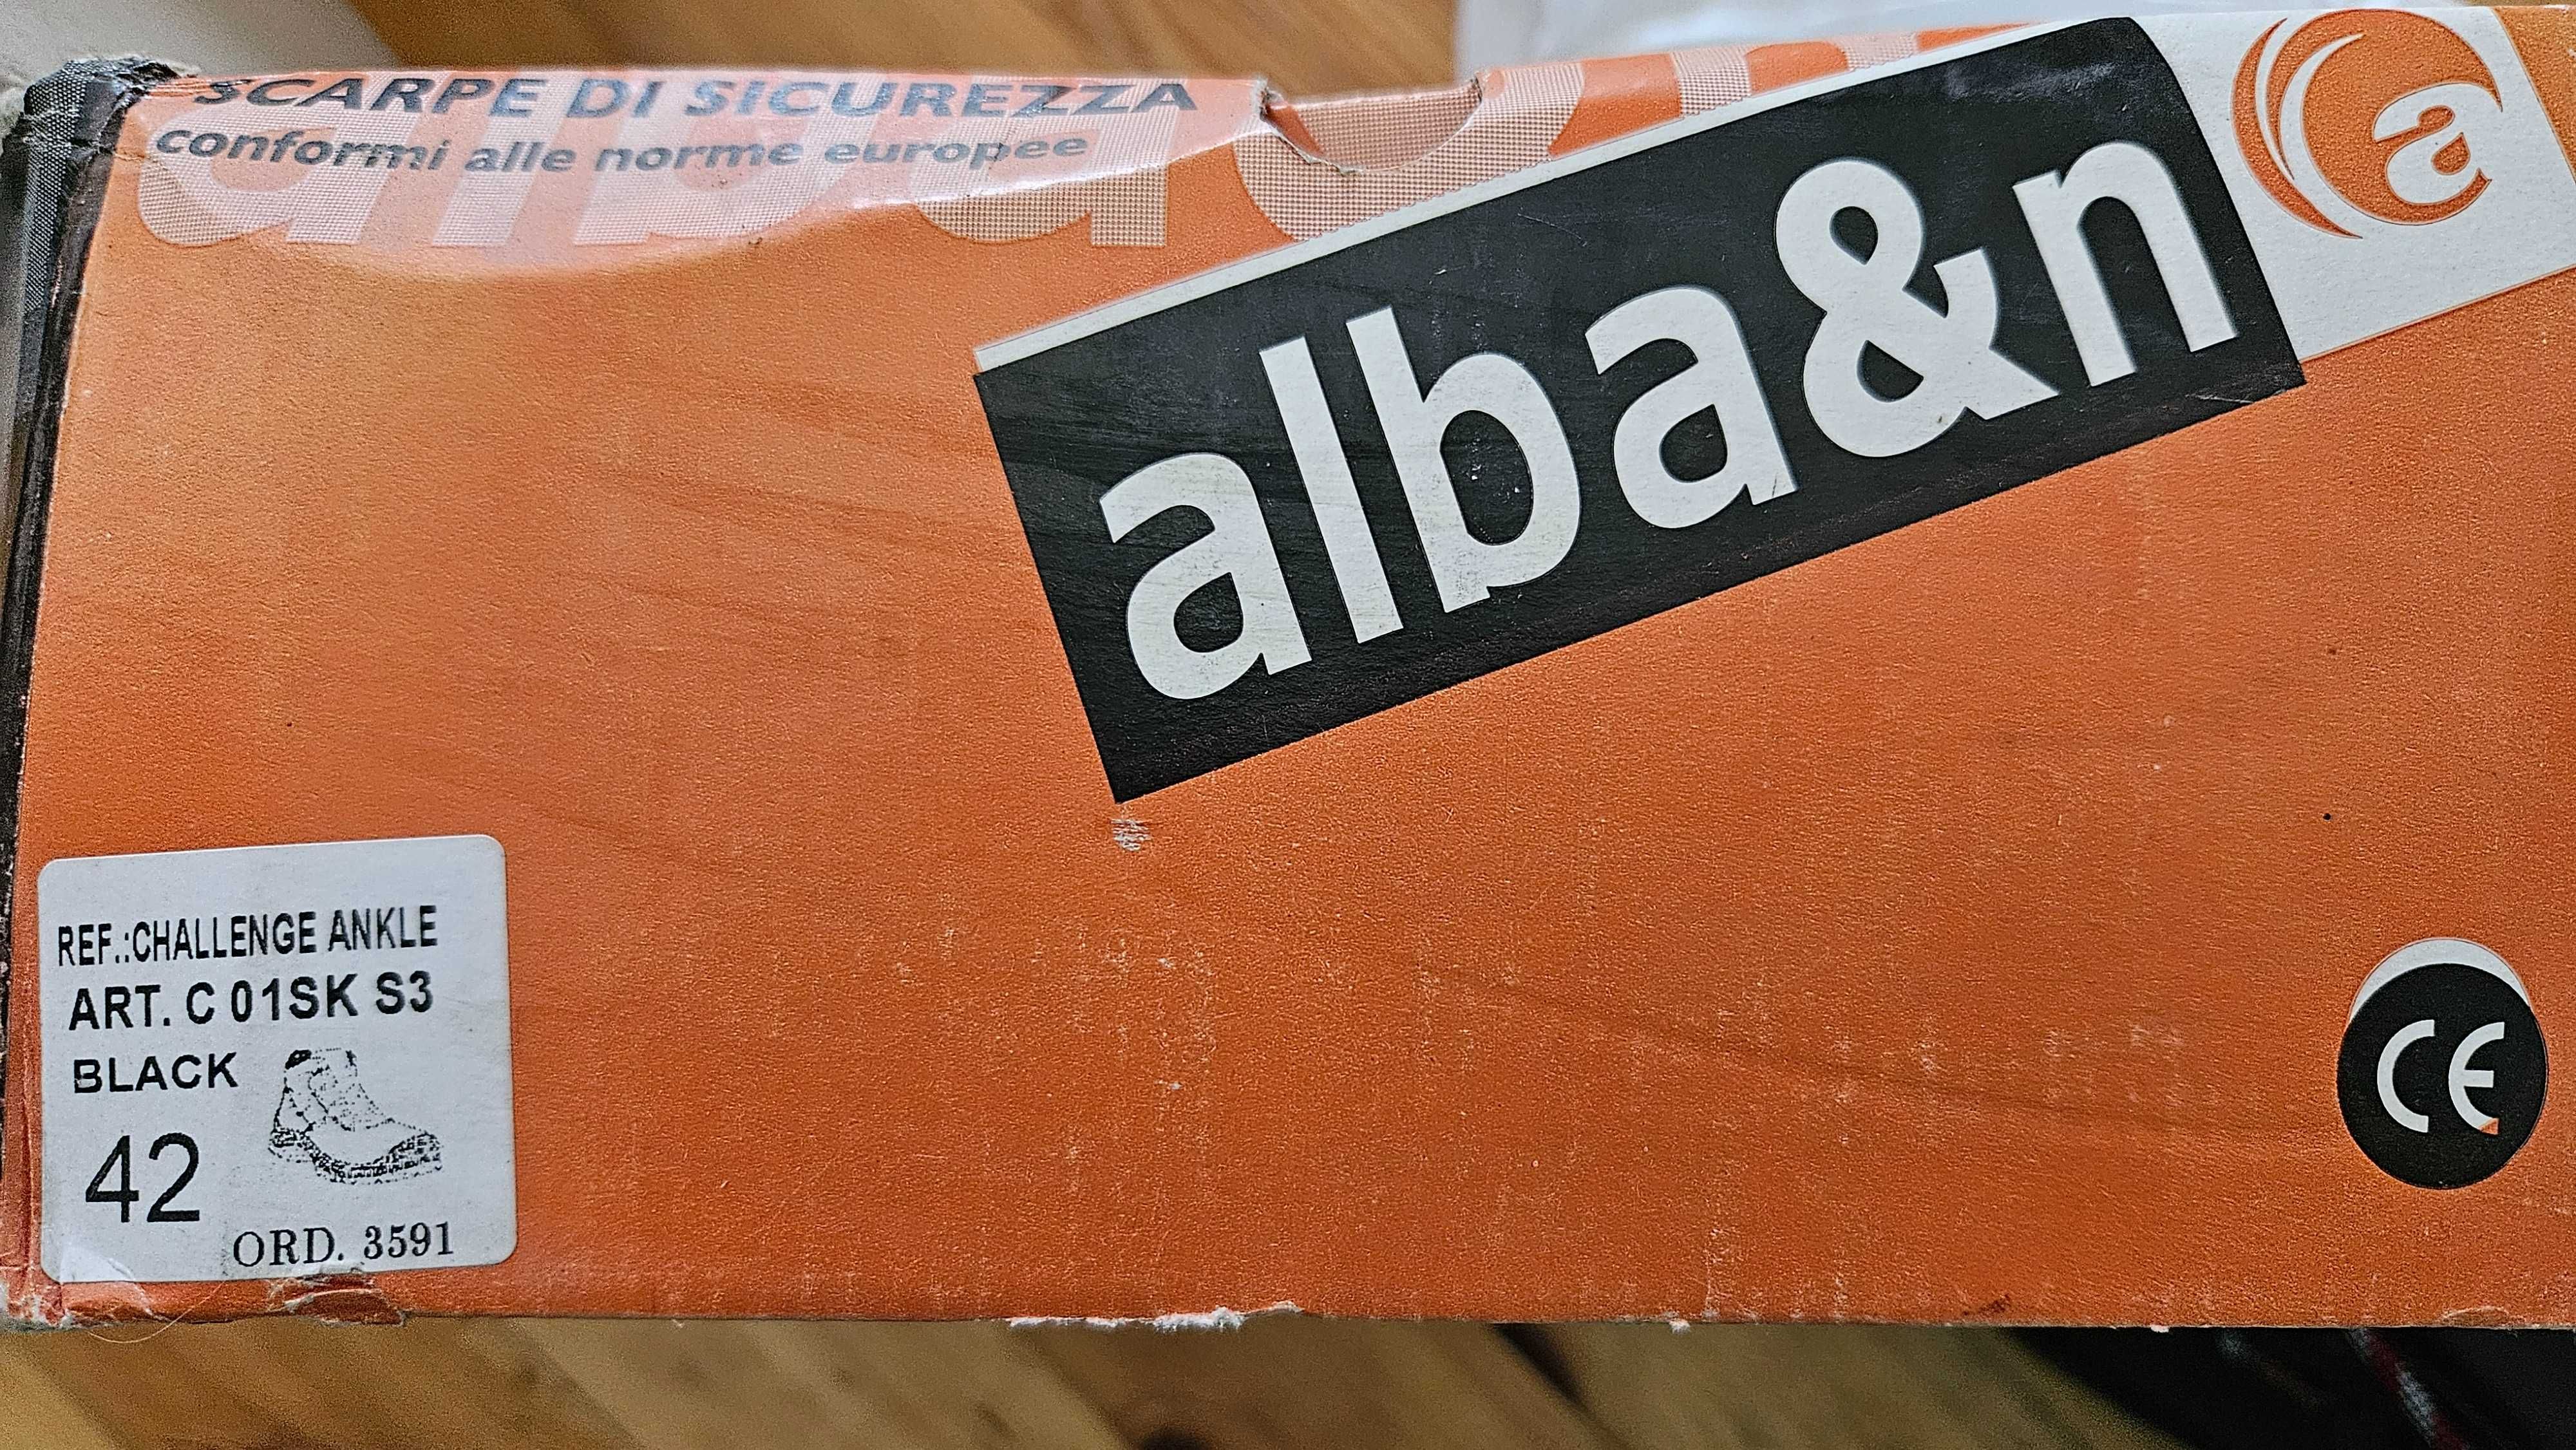 SCARPE DI SICUREZZA
conformi alle norme europee
alba&n
a
REF.:CHALLENGE ANKLE
ART. C 01SK S3
BLACK
42
ORD. 3591
CE